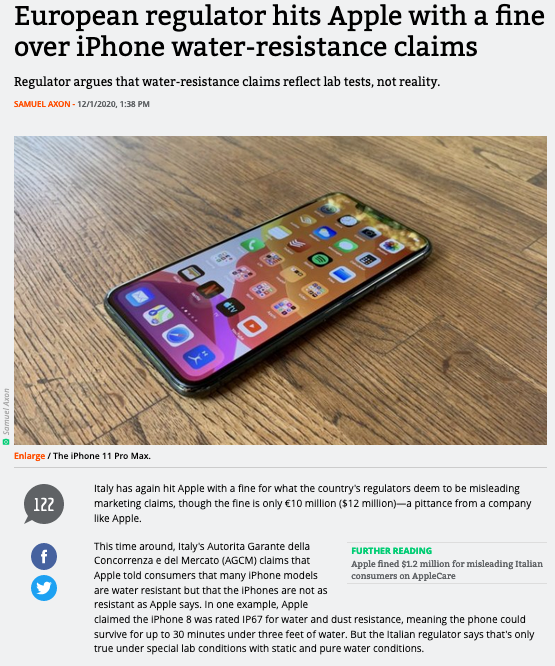 European regulator hits Apple with a fine
over iPhone water-resistance claims
Regulator argues that water-resistance claims reflect lab tests, not reality.
SAMUEL AXON - 12/1/2020, 1:38 PM
Samuel Axon
Enlarge / The iPhone 11 Pro Max.
122
Italy has again hit Apple with a fine for what the country's regulators deem to be misleading
marketing claims, though the fine is only €10 million ($12 million)—a pittance from a company
like Apple.
This time around, Italy's Autorita Garante della
Concorrenza e del Mercato (AGCM) claims that
Apple told consumers that many iPhone models
are water resistant but that the iPhones are not as
resistant as Apple says. In one example, Apple
claimed the iPhone 8 was rated IP67 for water and dust resistance, meaning the phone could
survive for up to 30 minutes under three feet of water. But the Italian regulator says that's only
true under special lab conditions with static and pure water conditions.
FURTHER READING
Apple fined $1.2 million for misleading Italian
consumers on AppleCare